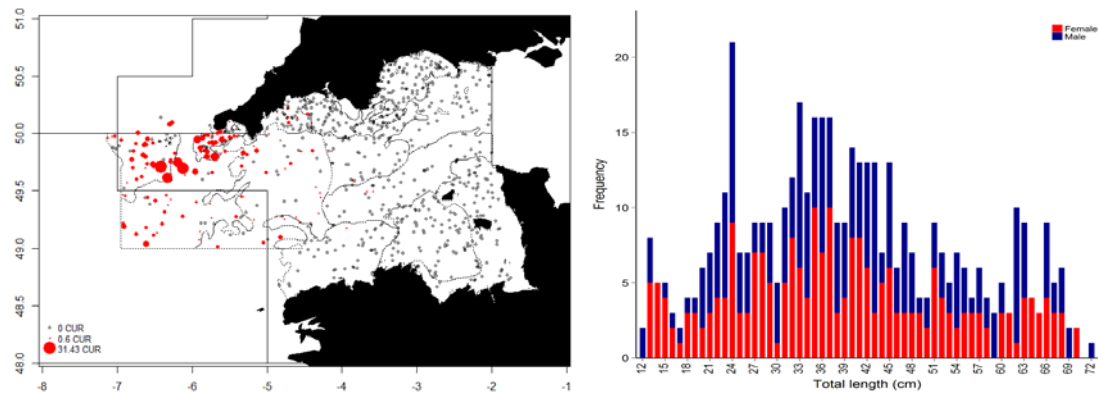 51.0
50.5
50.0
49.5
49.0
48.5
48.0
0 CUR
0.6 CUR
31.43 CUR
-8 -7 -6 -5 -4 -3 -2 -1
Female
Male
Frequency
20
15
10
5
0
12 15 18 21 24 27 30 33 36 39 42 45 48 51 54 57 60 63 66 69 72
Total length (cm)